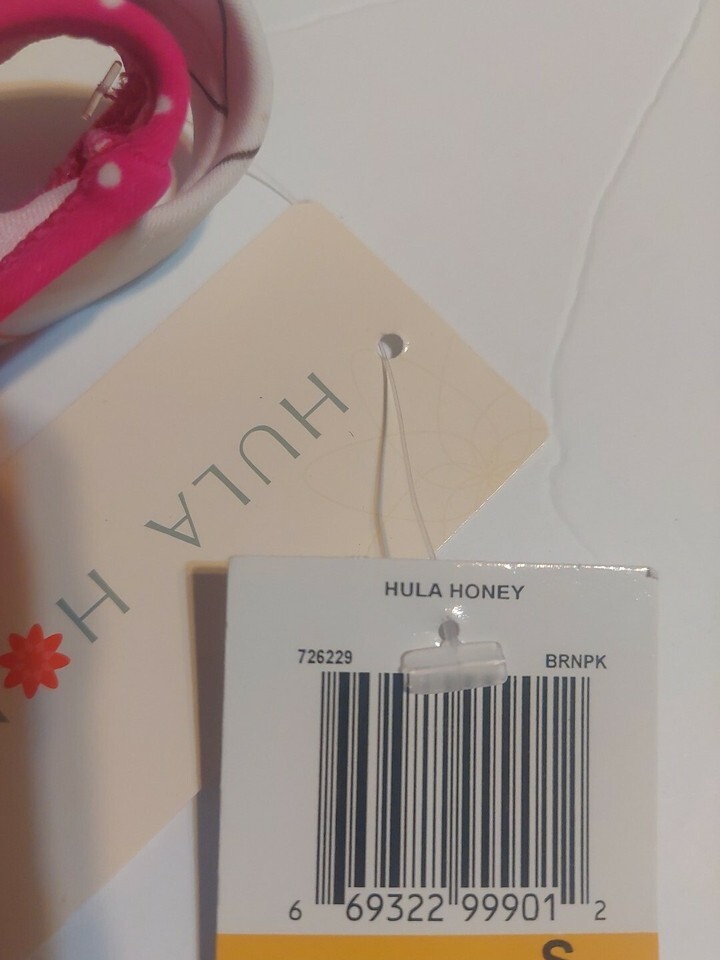 HULA
H
HULA HONEY
726229 BRNPK
6 69322 99901 2
S